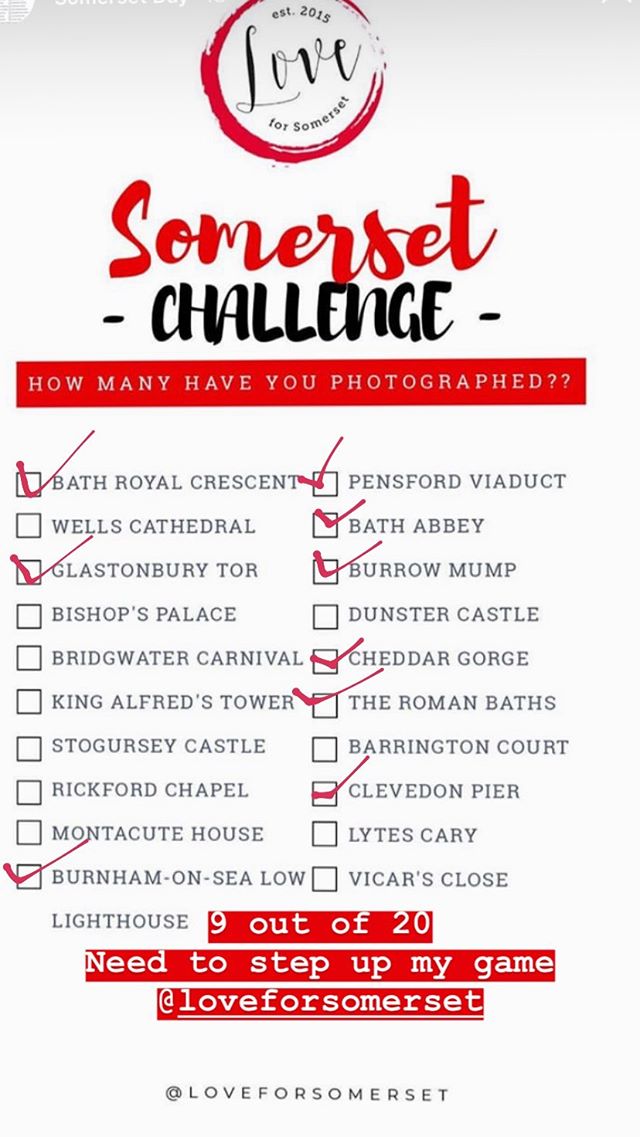 Somerset Day
est. 2015
Love
for Somerset
Somerset
- CHALLENGE -
HOW MANY HAVE YOU PHOTOGRAPHED??
BATH ROYAL CRESCENT
WELLS CATHEDRAL
GLASTONBURY TOR
BISHOP'S PALACE
BRIDGWATER CARNIVAL
KING ALFRED'S TOWER
STOGURSEY CASTLE
RICKFORD CHAPEL
MONTACUTE HOUSE
BURNHAM-ON-SEA LOW
LIGHTHOUSE
PENSFORD VIADUCT
BATH ABBEY
BURROW MUMP
DUNSTER CASTLE
CHEDDAR GORGE
THE ROMAN BATHS
BARRINGTON COURT
CLEVEDON PIER
LYTES CARY
VICAR'S CLOSE
9 out of 20
Need to step up my game
@loveforsomerset
@LOVEFORSOMERSET